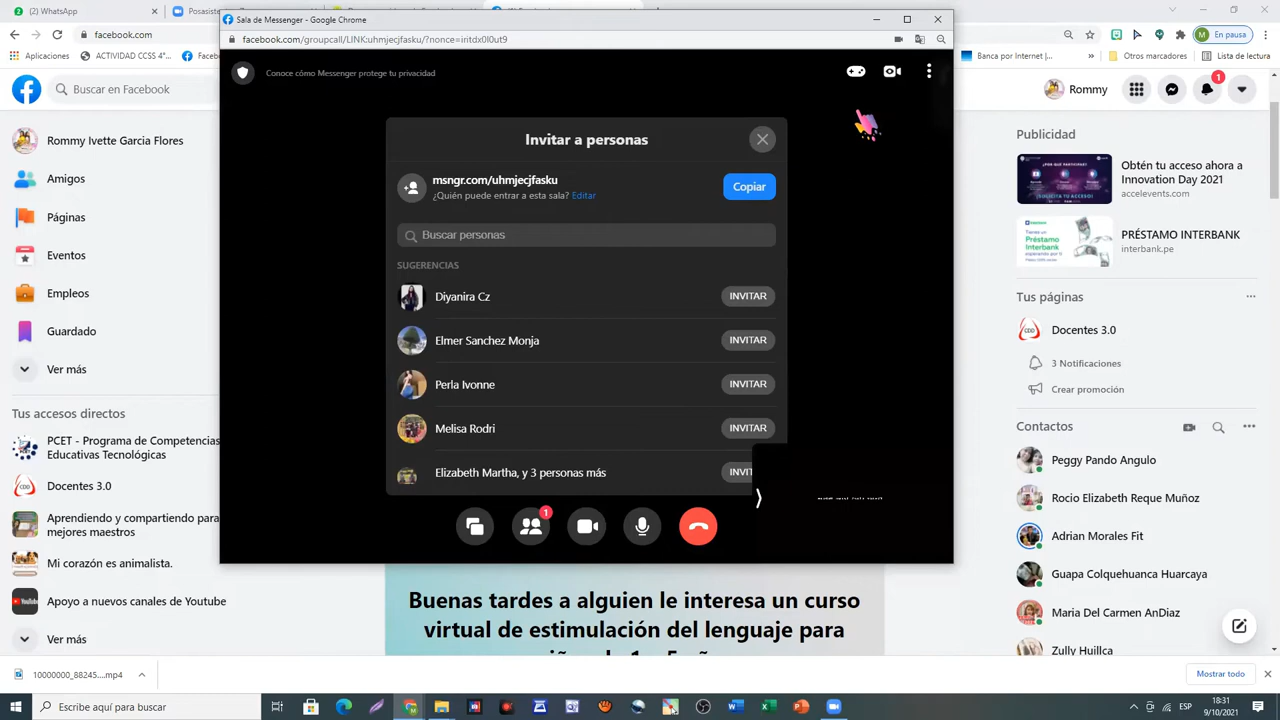 (2) WhatsApp
Posasiste
Sala de Messenger - Google Chrome
facebook.com
facebook.com/groupcall/LINK:uhmjecjfasku/?nonce=iritdx0l0ut9
M En pausa
Aplicaciones
ACTIVIDAD CCSS 4°
Faceb
Banca por Internet
»
Otros marcadores
Lista de lectura
Buscar en Facebook
Conoce cómo Messenger protege tu privacidad
Rommy
1
Rommy Ivette Garcia Flores
Amigos
Páginas
Eventos
Empleos
Guardado
Ver más
Tus accesos directos
PCET - Programa de Competencias
Educativas Tecnológicas
Docentes 3.0
Aprendiendo y compartiendo para
mejores maestros
Mi corazón es animalista.
Apoyo a nuevos canales de Youtube
Ver más
Invitar a personas
msngr.com/uhmjecjfasku
Copiar
¿Quién puede entrar a esta sala? Editar
Buscar personas
SUGERENCIAS
Diyanira Cz
INVITAR
Elmer Sanchez Monja
INVITAR
Perla Ivonne
INVITAR
Melisa Rodri
INVITAR
Elizabeth Martha, y 3 personas más
INVIT
1
Buenas tardes a alguien le interesa un curso
virtual de estimulación del lenguaje para
Publicidad
Obtén tu acceso ahora a
Innovation Day 2021
accelevents.com
PRÉSTAMO INTERBANK
interbank.pe
Tus páginas
Docentes 3.0
3 Notificaciones
Crear promoción
Contactos
Peggy Pando Angulo
Rocio Elizabeth Reque Muñoz
Adrian Morales Fit
Guapa Colquehuanca Huarcaya
Maria Del Carmen AnDiaz
Zully Huillca
10000000_88245....mp4
Mostrar todo
Escribe aquí para buscar
ESP
18:31
9/10/2021